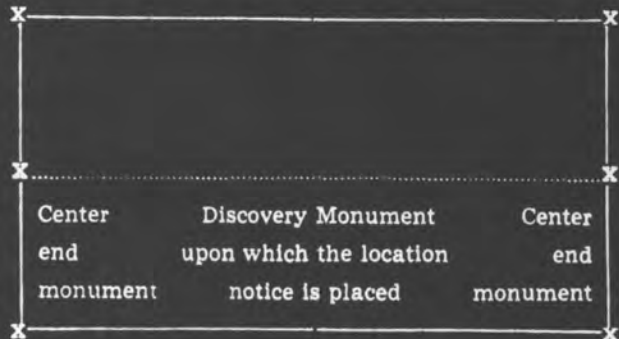 X X
X X
Center Discovery Monument Center
end upon which the location end
monument notice is placed monument
X X